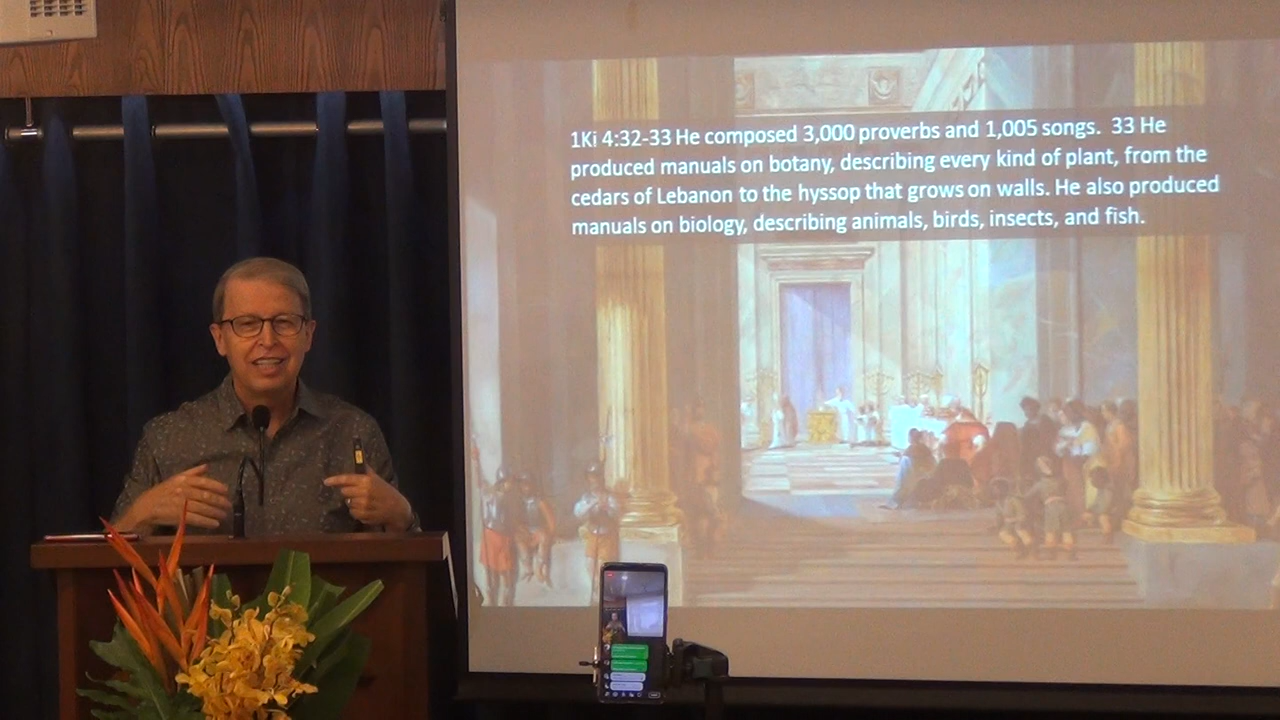 1Ki 4:32-33 He composed 3,000 proverbs and 1,005 songs.  33 He
produced manuals on botany, describing every kind of plant, from the
cedars of Lebanon to the hyssop that grows on walls. He also produced
manuals on biology, describing animals, birds, insects, and fish.